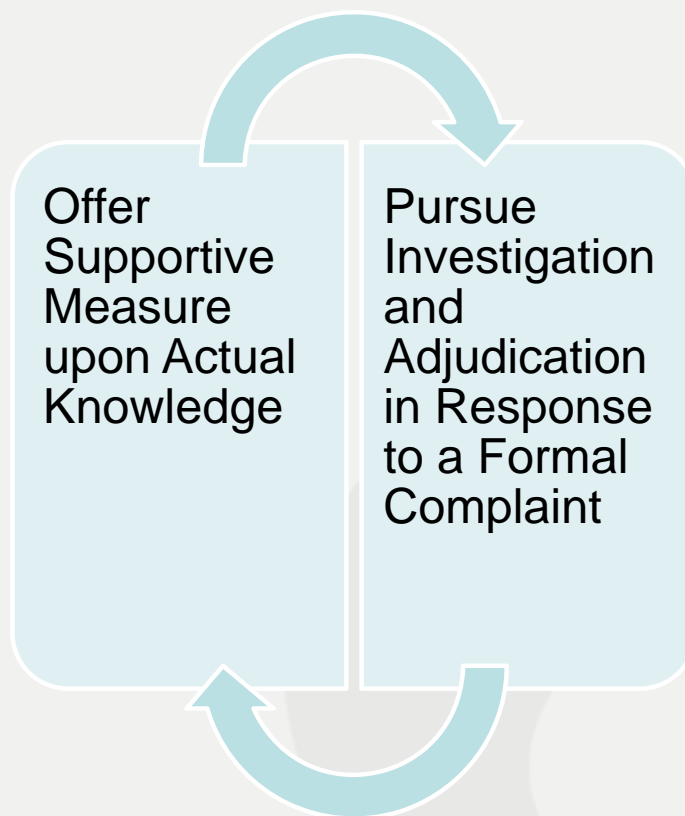 Offer
Supportive
Measure
upon Actual
Knowledge
Pursue
Investigation
and
Adjudication
in Response
to a Formal
Complaint